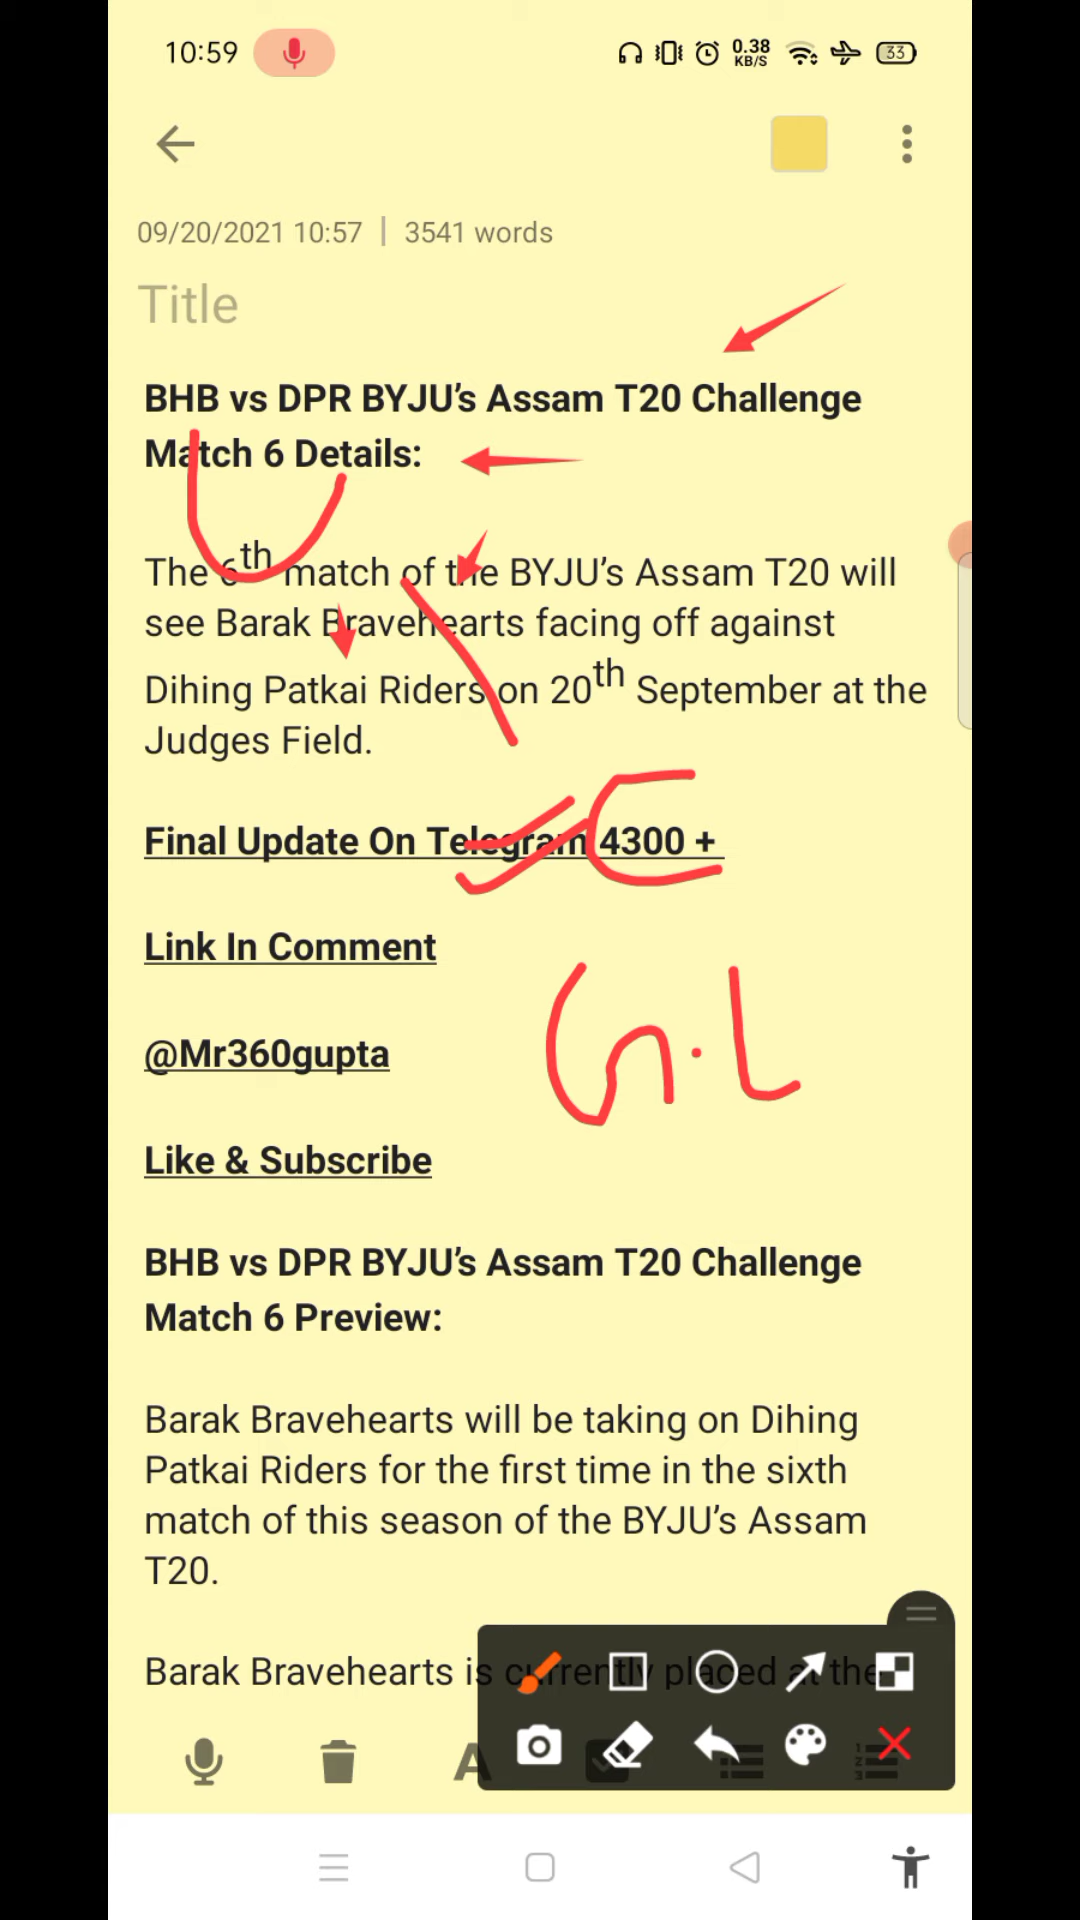 10:59
0.38
KB/S
33
09/20/2021 10:57 | 3541 words
Title
BHB vs DPR BYJU’s Assam T20 Challenge
Match 6 Details:
The 6th match of the BYJU’s Assam T20 will
see Barak Bravehearts facing off against
Dihing Patkai Riders on 20th September at the
Judges Field.
Final Update On Telegram 4300 +
Link In Comment
@Mr360gupta
G.L
Like & Subscribe
BHB vs DPR BYJU’s Assam T20 Challenge
Match 6 Preview:
Barak Bravehearts will be taking on Dihing
Patkai Riders for the first time in the sixth
match of this season of the BYJU’s Assam
T20.
Barak Bravehearts is currently placed at the
A